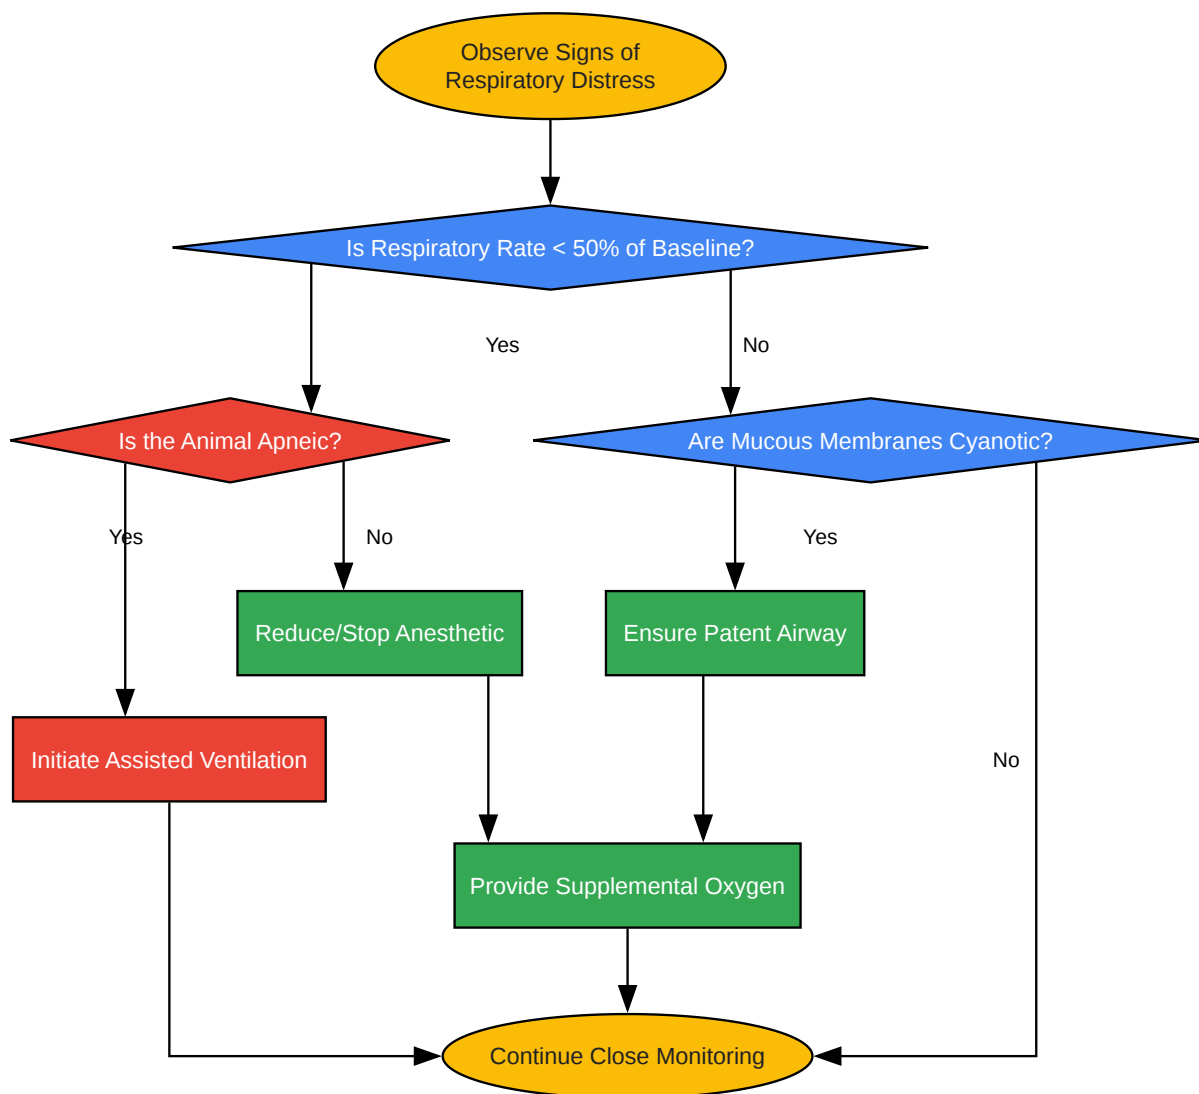 Observe Signs of
Respiratory Distress
Is Respiratory Rate < 50% of Baseline?
Yes
No
Is the Animal Apneic?
Are Mucous Membranes Cyanotic?
Yes
No
Yes
Reduce/Stop Anesthetic
Ensure Patent Airway
Initiate Assisted Ventilation
No
Provide Supplemental Oxygen
Continue Close Monitoring